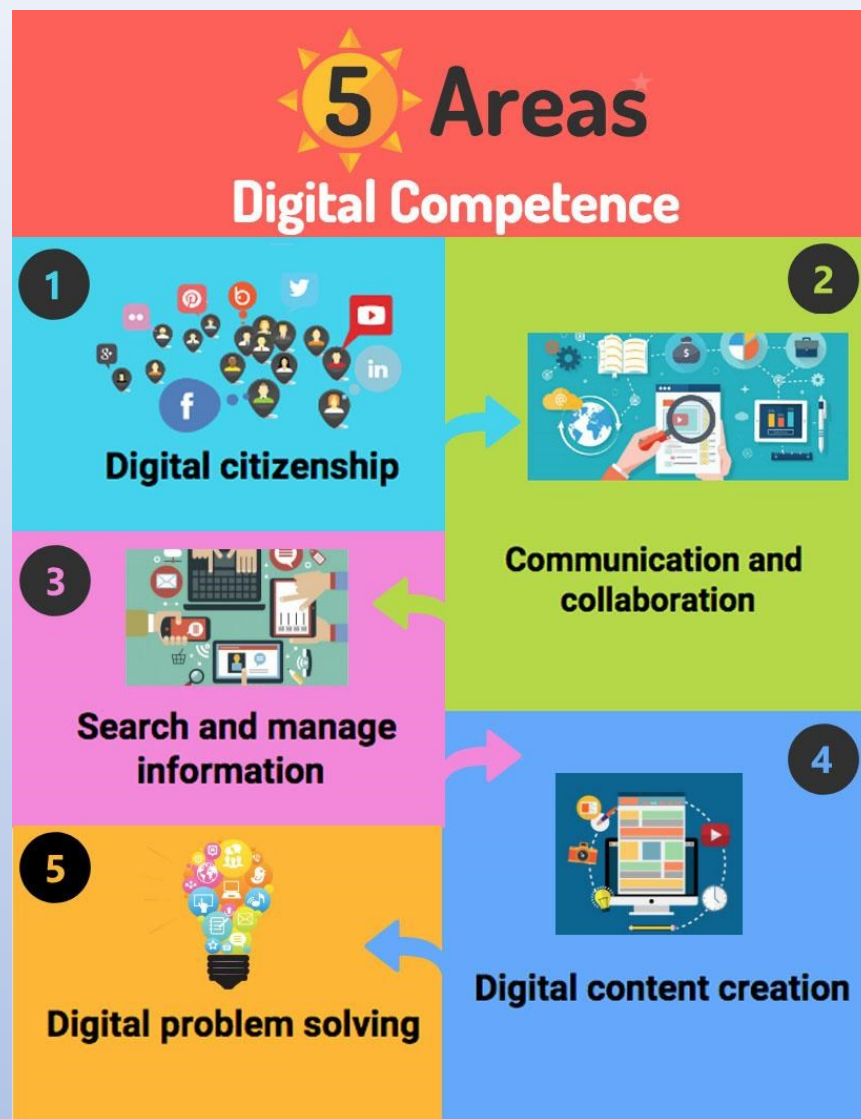 5 Areas
Digital Competence
1
Digital citizenship
2
Communication and
collaboration
3
Search and manage
information
4
Digital content creation
5
Digital problem solving